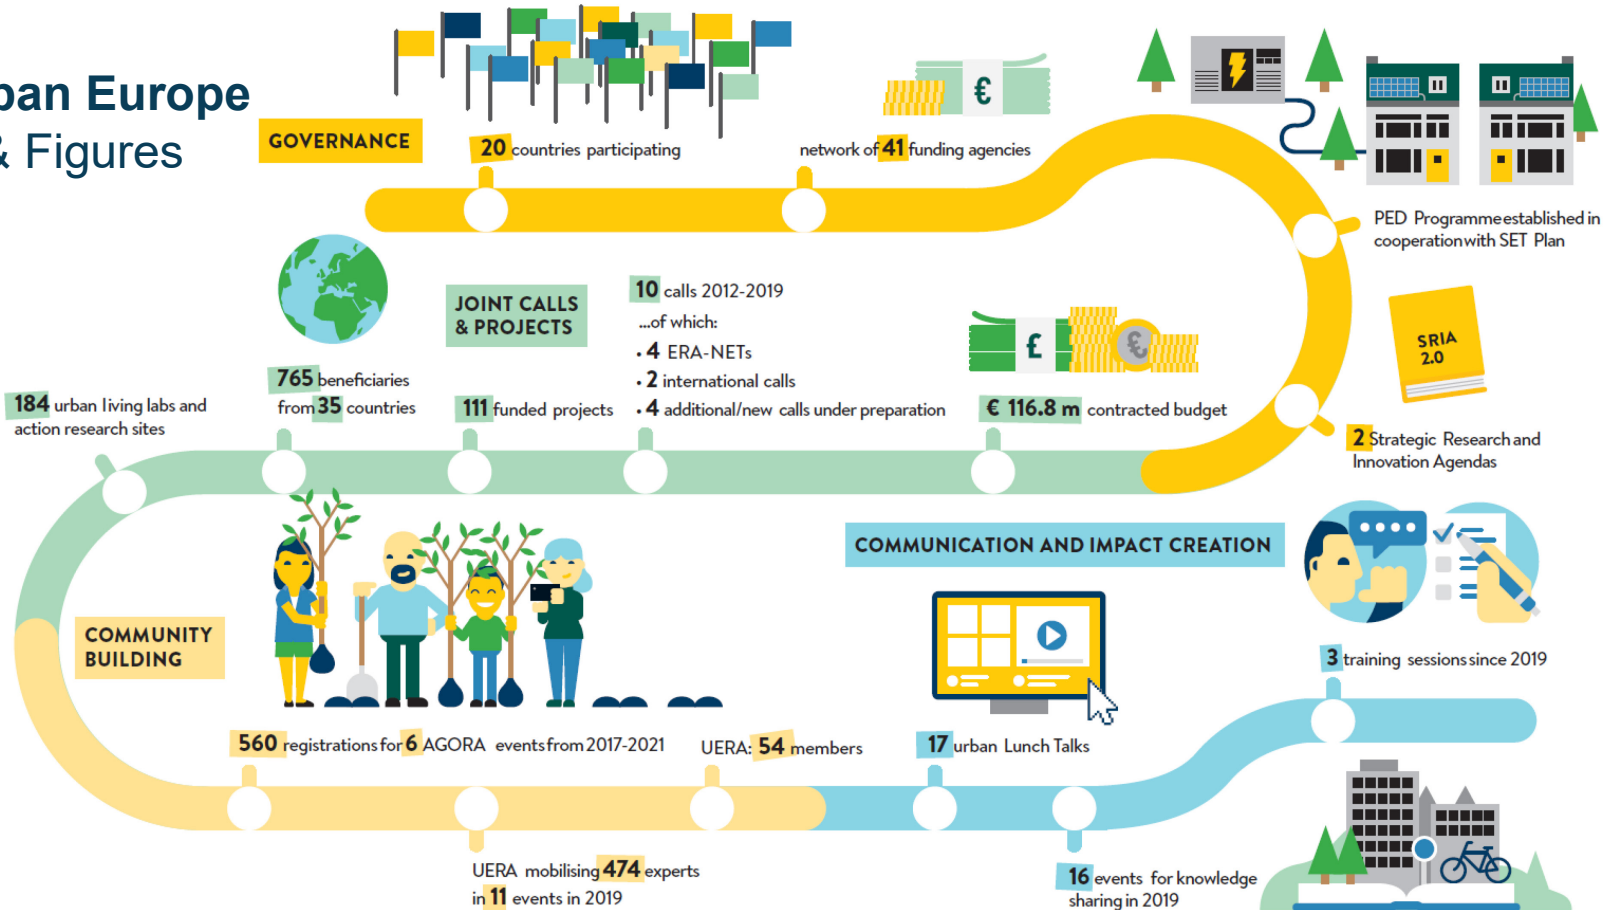 ban Europe
& Figures
GOVERNANCE
20 countries participating
network of 41 funding agencies
€
PED Programme established in
cooperation with SET Plan
SRIA
2.0
2 Strategic Research and
Innovation Agendas
JOINT CALLS
& PROJECTS
10 calls 2012-2019
...of which:
• 4 ERA-NETs
• 2 international calls
• 4 additional/new calls under preparation
£
€
€ 116.8 m contracted budget
111 funded projects
765 beneficiaries
from 35 countries
184 urban living labs and
action research sites
COMMUNITY
BUILDING
560 registrations for 6 AGORA events from 2017-2021
UERA mobilising 474 experts
in 11 events in 2019
UERA: 54 members
COMMUNICATION AND IMPACT CREATION
17 urban Lunch Talks
16 events for knowledge
sharing in 2019
3 training sessions since 2019